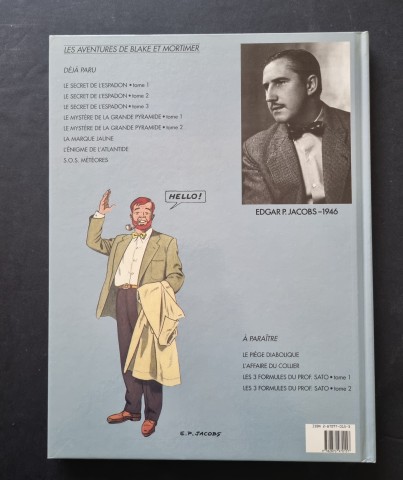 LES AVENTURES DE BLAKE ET MORTIMER
DÉJÀ PARU
LE SECRET DE L'ESPADON • tome 1
LE SECRET DE L'ESPADON • tome 2
LE SECRET DE L'ESPADON • tome 3
LE MYSTÈRE DE LA GRANDE PYRAMIDE • tome 1
LE MYSTÈRE DE LA GRANDE PYRAMIDE • tome 2
LA MARQUE JAUNE
L'ÉNIGME DE L'ATLANTIDE
S.O.S. MÉTÉORES
EDGAR P. JACOBS – 1946
HELLO!
À PARAÎTRE
LE PIÈGE DIABOLIQUE
L'AFFAIRE DU COLLIER
LES 3 FORMULES DU PROF. SATO • tome 1
LES 3 FORMULES DU PROF. SATO • tome 2
E.P. JACOBS
ISBN